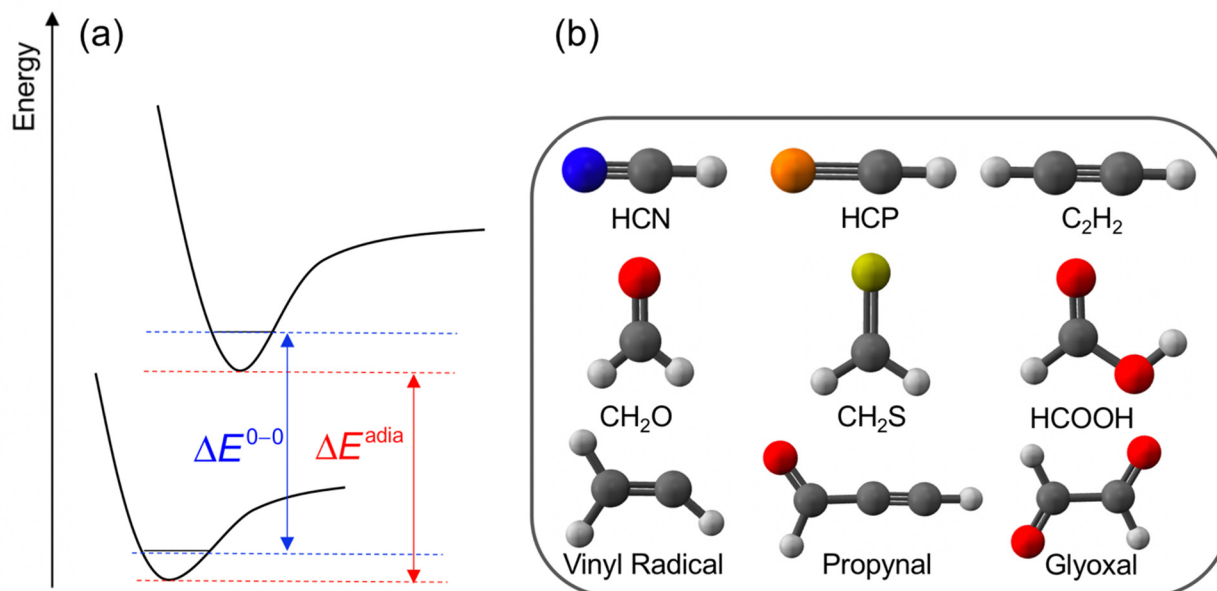 (a)
Energy
ΔE⁰⁻⁰
ΔEᵃᵈⁱᵃ
(b)
HCN HCP C₂H₂
CH₂O CH₂S HCOOH
Vinyl Radical Propynal Glyoxal